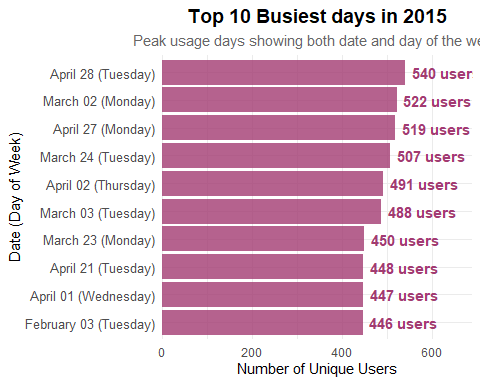 Top 10 Busiest days in 2015
Peak usage days showing both date and day of the we
April 28 (Tuesday) 540 user
March 02 (Monday) 522 users
April 27 (Monday) 519 users
March 24 (Tuesday) 507 users
April 02 (Thursday) 491 users
March 03 (Tuesday) 488 users
March 23 (Monday) 450 users
April 21 (Tuesday) 448 users
April 01 (Wednesday) 447 users
February 03 (Tuesday) 446 users
Date (Day of Week)
0 200 400 600
Number of Unique Users